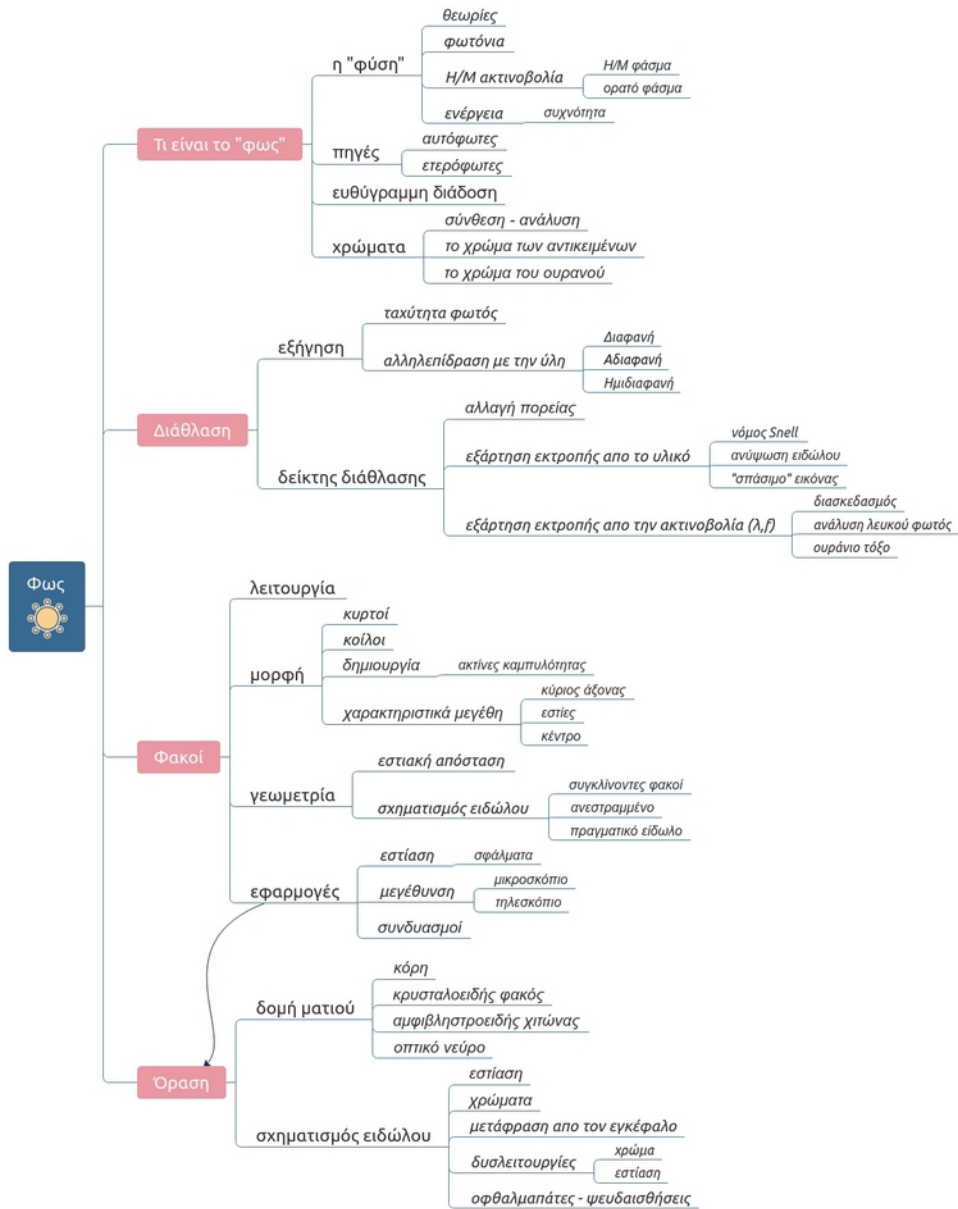 Φως
Τι είναι το "φως"
η "φύση"
θεωρίες
φωτόνια
Η/Μ ακτινοβολία
Η/Μ φάσμα
ορατό φάσμα
ενέργεια
συχνότητα
πηγές
αυτόφωτες
ετερόφωτες
ευθύγραμμη διάδοση
χρώματα
σύνθεση - ανάλυση
το χρώμα των αντικειμένων
το χρώμα του ουρανού
Διάθλαση
εξήγηση
ταχύτητα φωτός
αλληλεπίδραση με την ύλη
Διαφανή
Αδιαφανή
Ημιδιαφανή
δείκτης διάθλασης
αλλαγή πορείας
εξάρτηση εκτροπής απο το υλικό
νόμος Snell
ανύψωση ειδώλου
"σπάσιμο" εικόνας
εξάρτηση εκτροπής απο την ακτινοβολία (λ,f)
διασκεδασμός
ανάλυση λευκού φωτός
ουράνιο τόξο
Φακοί
λειτουργία
μορφή
κυρτοί
κοίλοι
δημιουργία
ακτίνες καμπυλότητας
χαρακτηριστικά μεγέθη
κύριος άξονας
εστίες
κέντρο
γεωμετρία
εστιακή απόσταση
σχηματισμός ειδώλου
συγκλίνοντες φακοί
ανεστραμμένο
πραγματικό είδωλο
εφαρμογές
εστίαση
σφάλματα
μεγέθυνση
μικροσκόπιο
τηλεσκόπιο
συνδυασμοί
Όραση
δομή ματιού
κόρη
κρυσταλοειδής φακός
αμφιβληστροειδής χιτώνας
οπτικό νεύρο
σχηματισμός ειδώλου
εστίαση
χρώματα
μετάφραση απο τον εγκέφαλο
δυσλειτουργίες
χρώμα
εστίαση
οφθαλμαπάτες - ψευδαισθήσεις